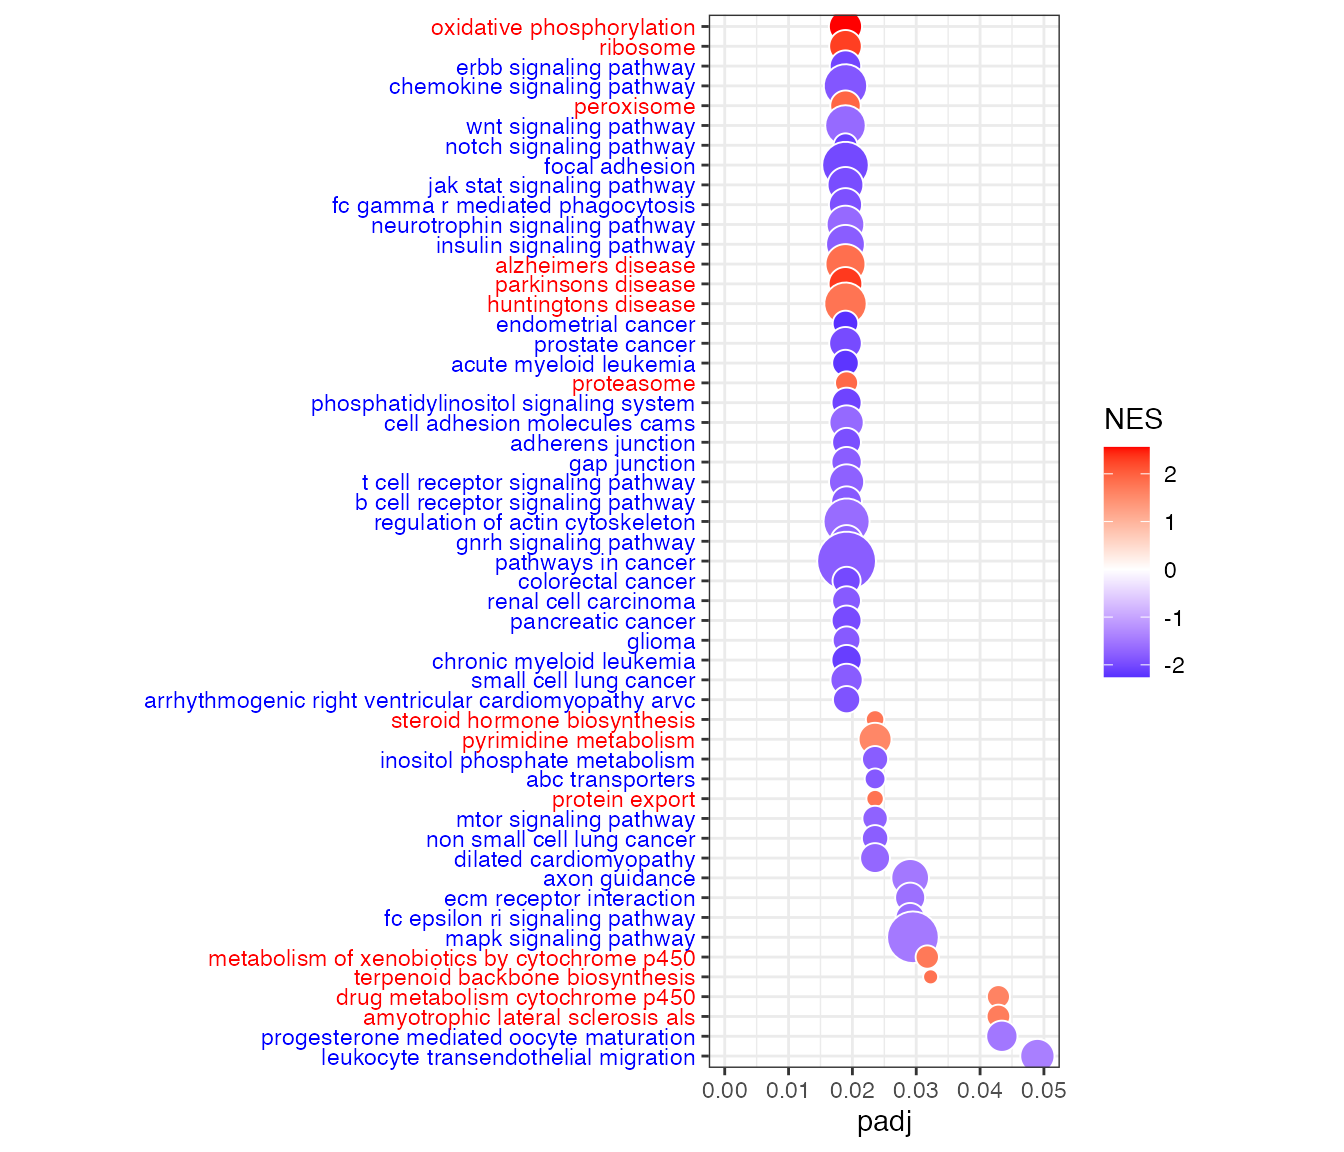 oxidative phosphorylation
ribosome
erbb signaling pathway
chemokine signaling pathway
peroxisome
wnt signaling pathway
notch signaling pathway
focal adhesion
jak stat signaling pathway
fc gamma r mediated phagocytosis
neurotrophin signaling pathway
insulin signaling pathway
alzheimers disease
parkinsons disease
huntingtons disease
endometrial cancer
prostate cancer
acute myeloid leukemia
proteasome
phosphatidylinositol signaling system
cell adhesion molecules cams
adherens junction
gap junction
t cell receptor signaling pathway
b cell receptor signaling pathway
regulation of actin cytoskeleton
gnrh signaling pathway
pathways in cancer
colorectal cancer
renal cell carcinoma
pancreatic cancer
glioma
chronic myeloid leukemia
small cell lung cancer
arrhythmogenic right ventricular cardiomyopathy arvc
steroid hormone biosynthesis
pyrimidine metabolism
inositol phosphate metabolism
abc transporters
protein export
mtor signaling pathway
non small cell lung cancer
dilated cardiomyopathy
axon guidance
ecm receptor interaction
fc epsilon ri signaling pathway
mapk signaling pathway
metabolism of xenobiotics by cytochrome p450
terpenoid backbone biosynthesis
drug metabolism cytochrome p450
amyotrophic lateral sclerosis als
progesterone mediated oocyte maturation
leukocyte transendothelial migration
0.00 0.01 0.02 0.03 0.04 0.05
padj
NES
2
1
0
-1
-2